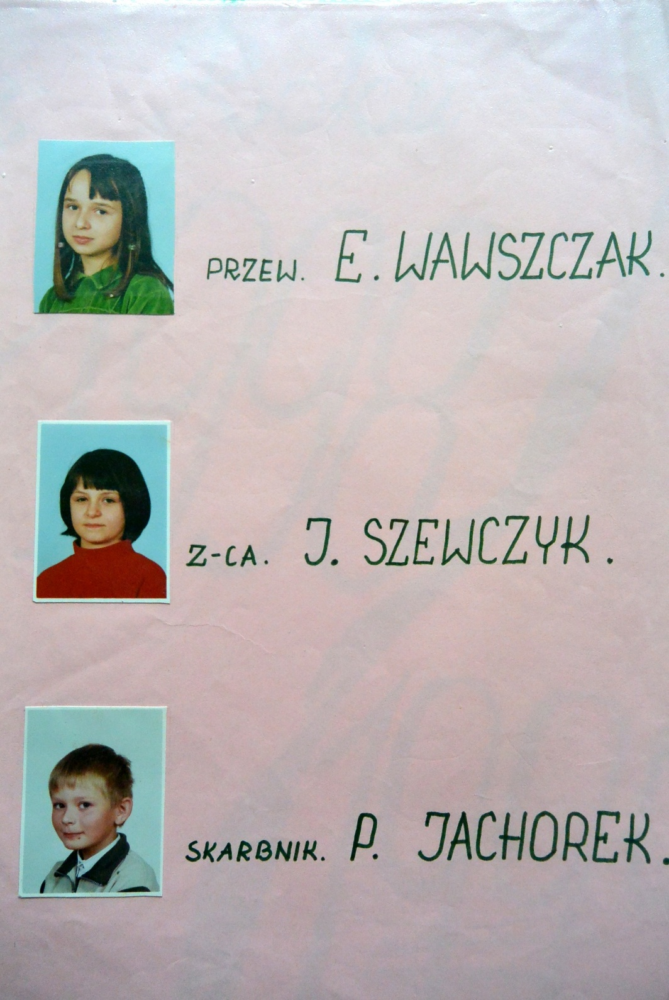 PRZEW. E. WAWSZCZAK.
Z-CA. J. SZEWCZYK.
SKARBNIK. P. JACHOREK.